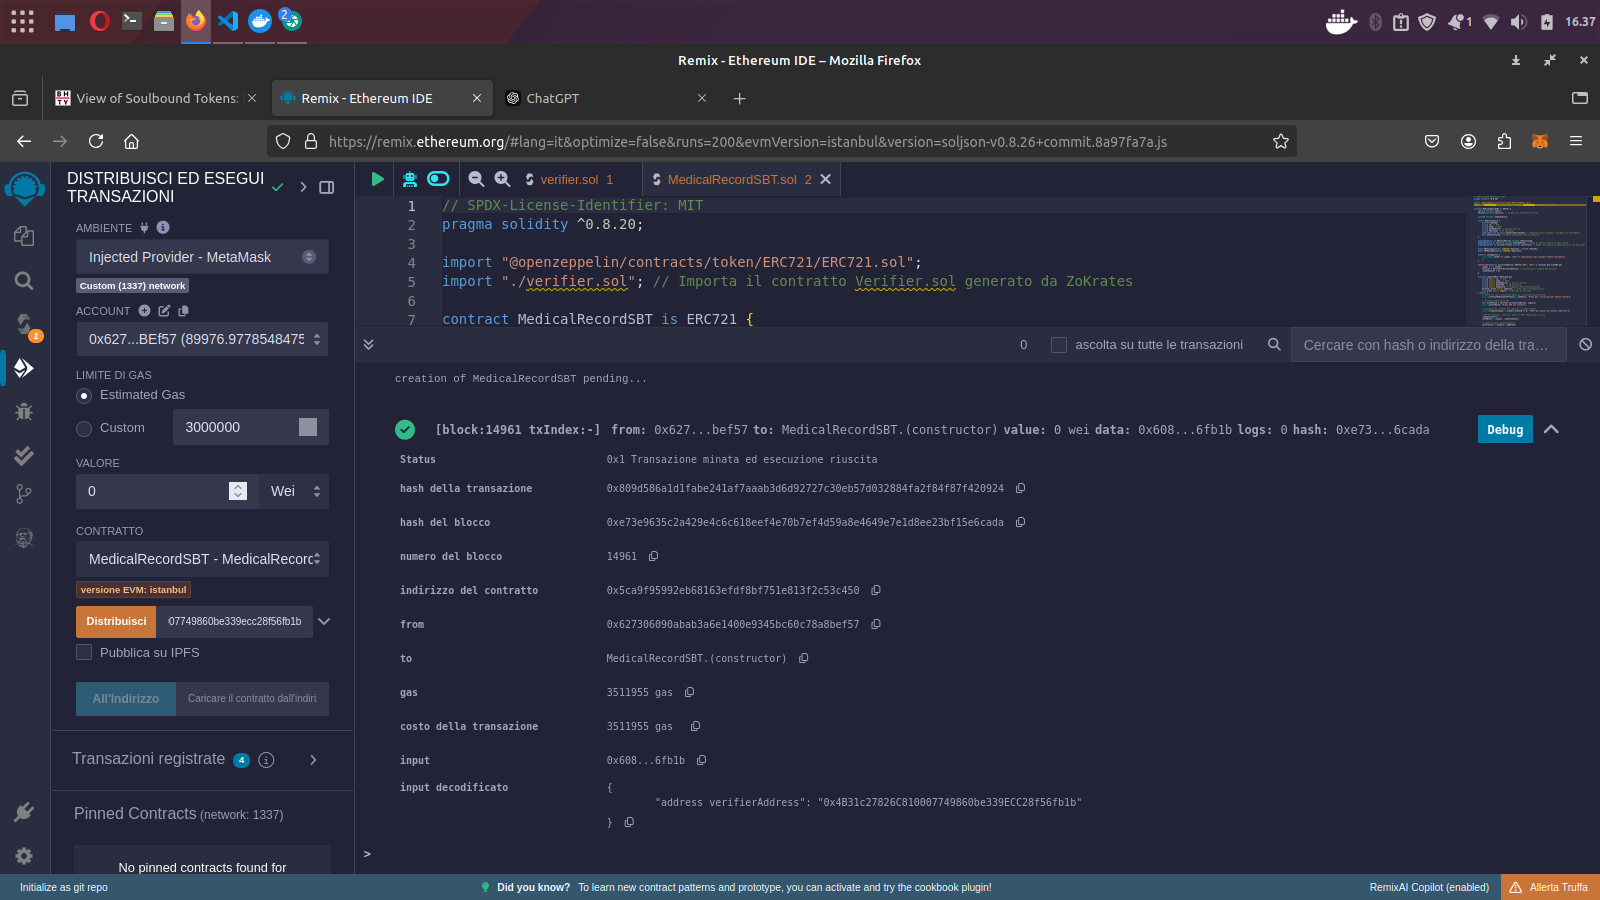 1
16.37
Remix - Ethereum IDE – Mozilla Firefox
View of Soulbound Tokens:
Remix - Ethereum IDE
ChatGPT
https://remix.ethereum.org/#lang=it&optimize=false&runs=200&evmVersion=istanbul&version=soljson-v0.8.26+commit.8a97fa7a.js
DISTRIBUISCI ED ESEGUI
TRANSAZIONI
AMBIENTE
Injected Provider - MetaMask
Custom (1337) network
ACCOUNT
0x627...BEf57 (89976.9778548475
LIMITE DI GAS
Estimated Gas
Custom
3000000
VALORE
0
Wei
CONTRATTO
MedicalRecordSBT - MedicalRecorc
versione EVM: istanbul
Distribuisci
07749860be339ecc28f56fb1b
Pubblica su IPFS
All'Indirizzo
Caricare il contratto dall'indiri
Transazioni registrate 4
Pinned Contracts (network: 1337)
No pinned contracts found for
verifier.sol 1
MedicalRecordSBT.sol 2
1 // SPDX-License-Identifier: MIT
2 pragma solidity ^0.8.20;
3
4 import "@openzeppelin/contracts/token/ERC721/ERC721.sol";
5 import "./verifier.sol"; // Importa il contratto Verifier.sol generato da ZoKrates
6
7 contract MedicalRecordSBT is ERC721 {
0
ascolta su tutte le transazioni
Cercare con hash o indirizzo della tra...
creation of MedicalRecordSBT pending...
[block:14961 txIndex:-] from: 0x627...bef57 to: MedicalRecordSBT.(constructor) value: 0 wei data: 0x608...6fb1b logs: 0 hash: 0xe73...6cada
Debug
Status 0x1 Transazione minata ed esecuzione riuscita
hash della transazione 0x809d586a1d1fabe241af7aaab3d6d92727c30eb57d032884fa2f84f87f420924
hash del blocco 0xe73e9635c2a429e4c6c618eef4e70b7ef4d59a8e4649e7e1d8ee23bf15e6cada
numero del blocco 14961
indirizzo del contratto 0x5ca9f95992eb68163efdf8bf751e813f2c53c450
from 0x627306090abab3a6e1400e9345bc60c78a8bef57
to MedicalRecordSBT.(constructor)
gas 3511955 gas
costo della transazione 3511955 gas
input 0x608...6fb1b
input decodificato {
"address verifierAddress": "0x4B31c27826C810007749860be339ECC28f56fb1b"
}
>
Initialize as git repo
Did you know? To learn new contract patterns and prototype, you can activate and try the cookbook plugin!
RemixAI Copilot (enabled)
Allerta Truffa